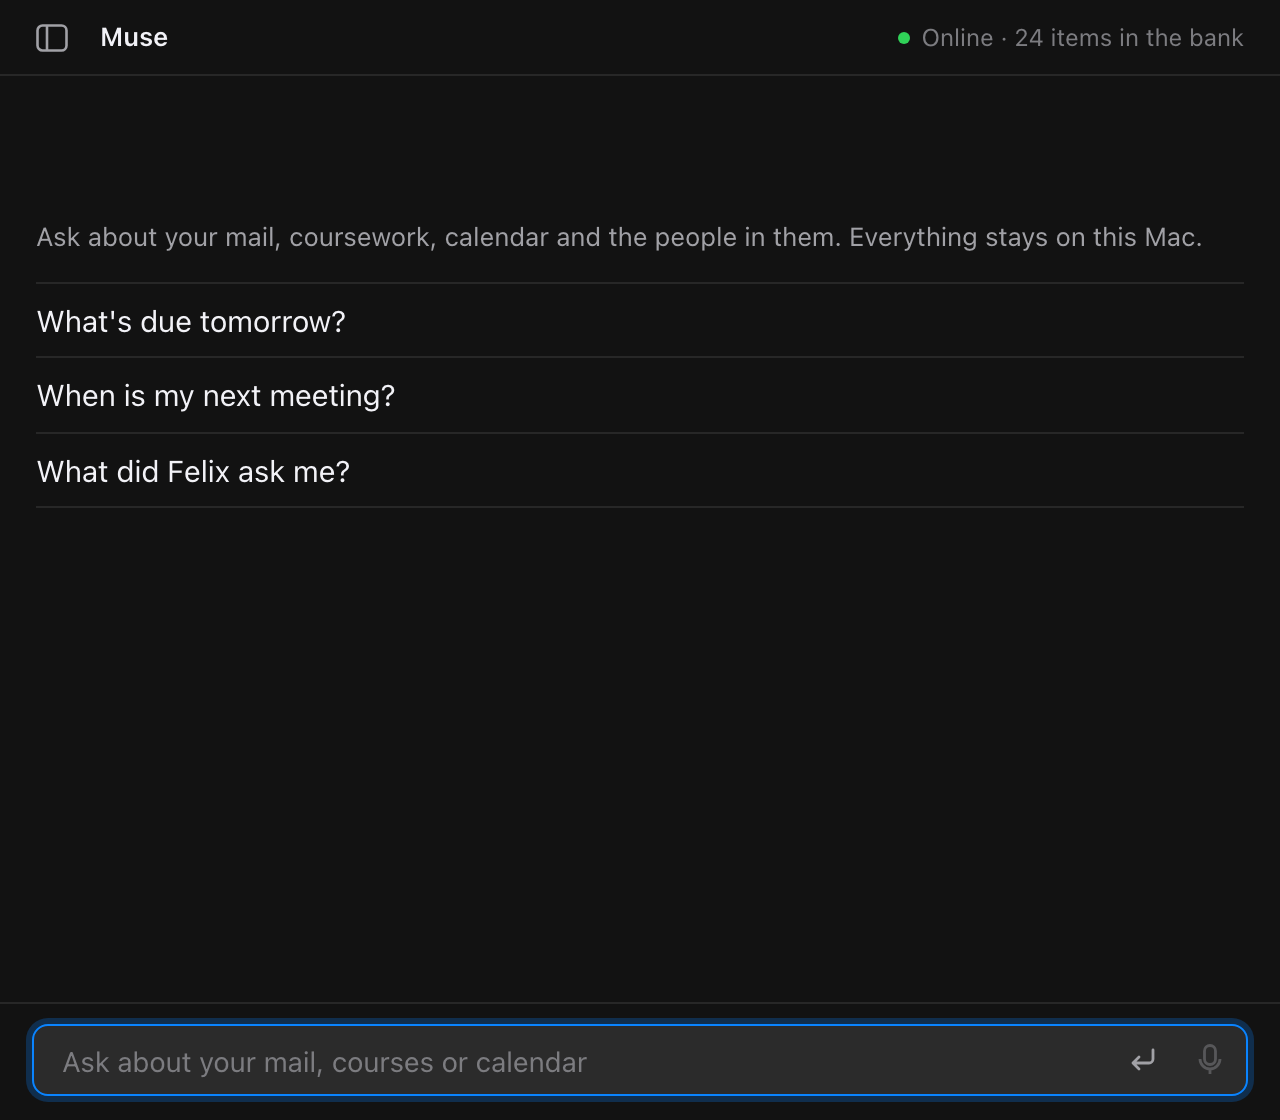 Muse
Online · 24 items in the bank
Ask about your mail, coursework, calendar and the people in them. Everything stays on this Mac.
What's due tomorrow?
When is my next meeting?
What did Felix ask me?
Ask about your mail, courses or calendar